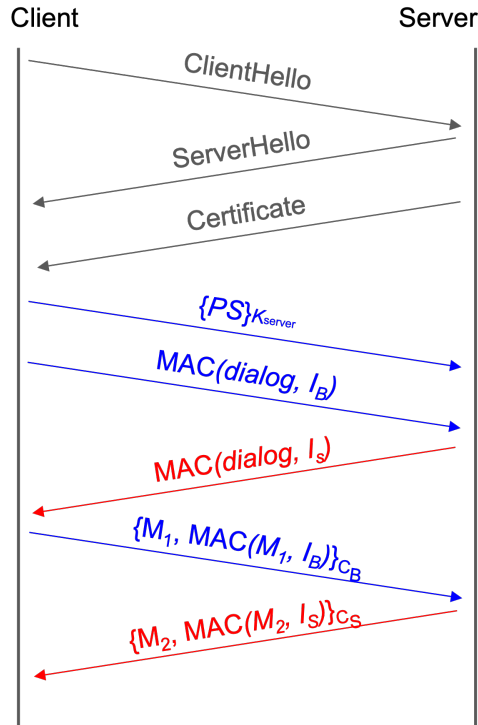 Client Server
ClientHello
ServerHello
Certificate
{PS}Kserver
MAC(dialog, IB)
MAC(dialog, Is)
{M1, MAC(M1, IB)}CB
{M2, MAC(M2, IS)}CS